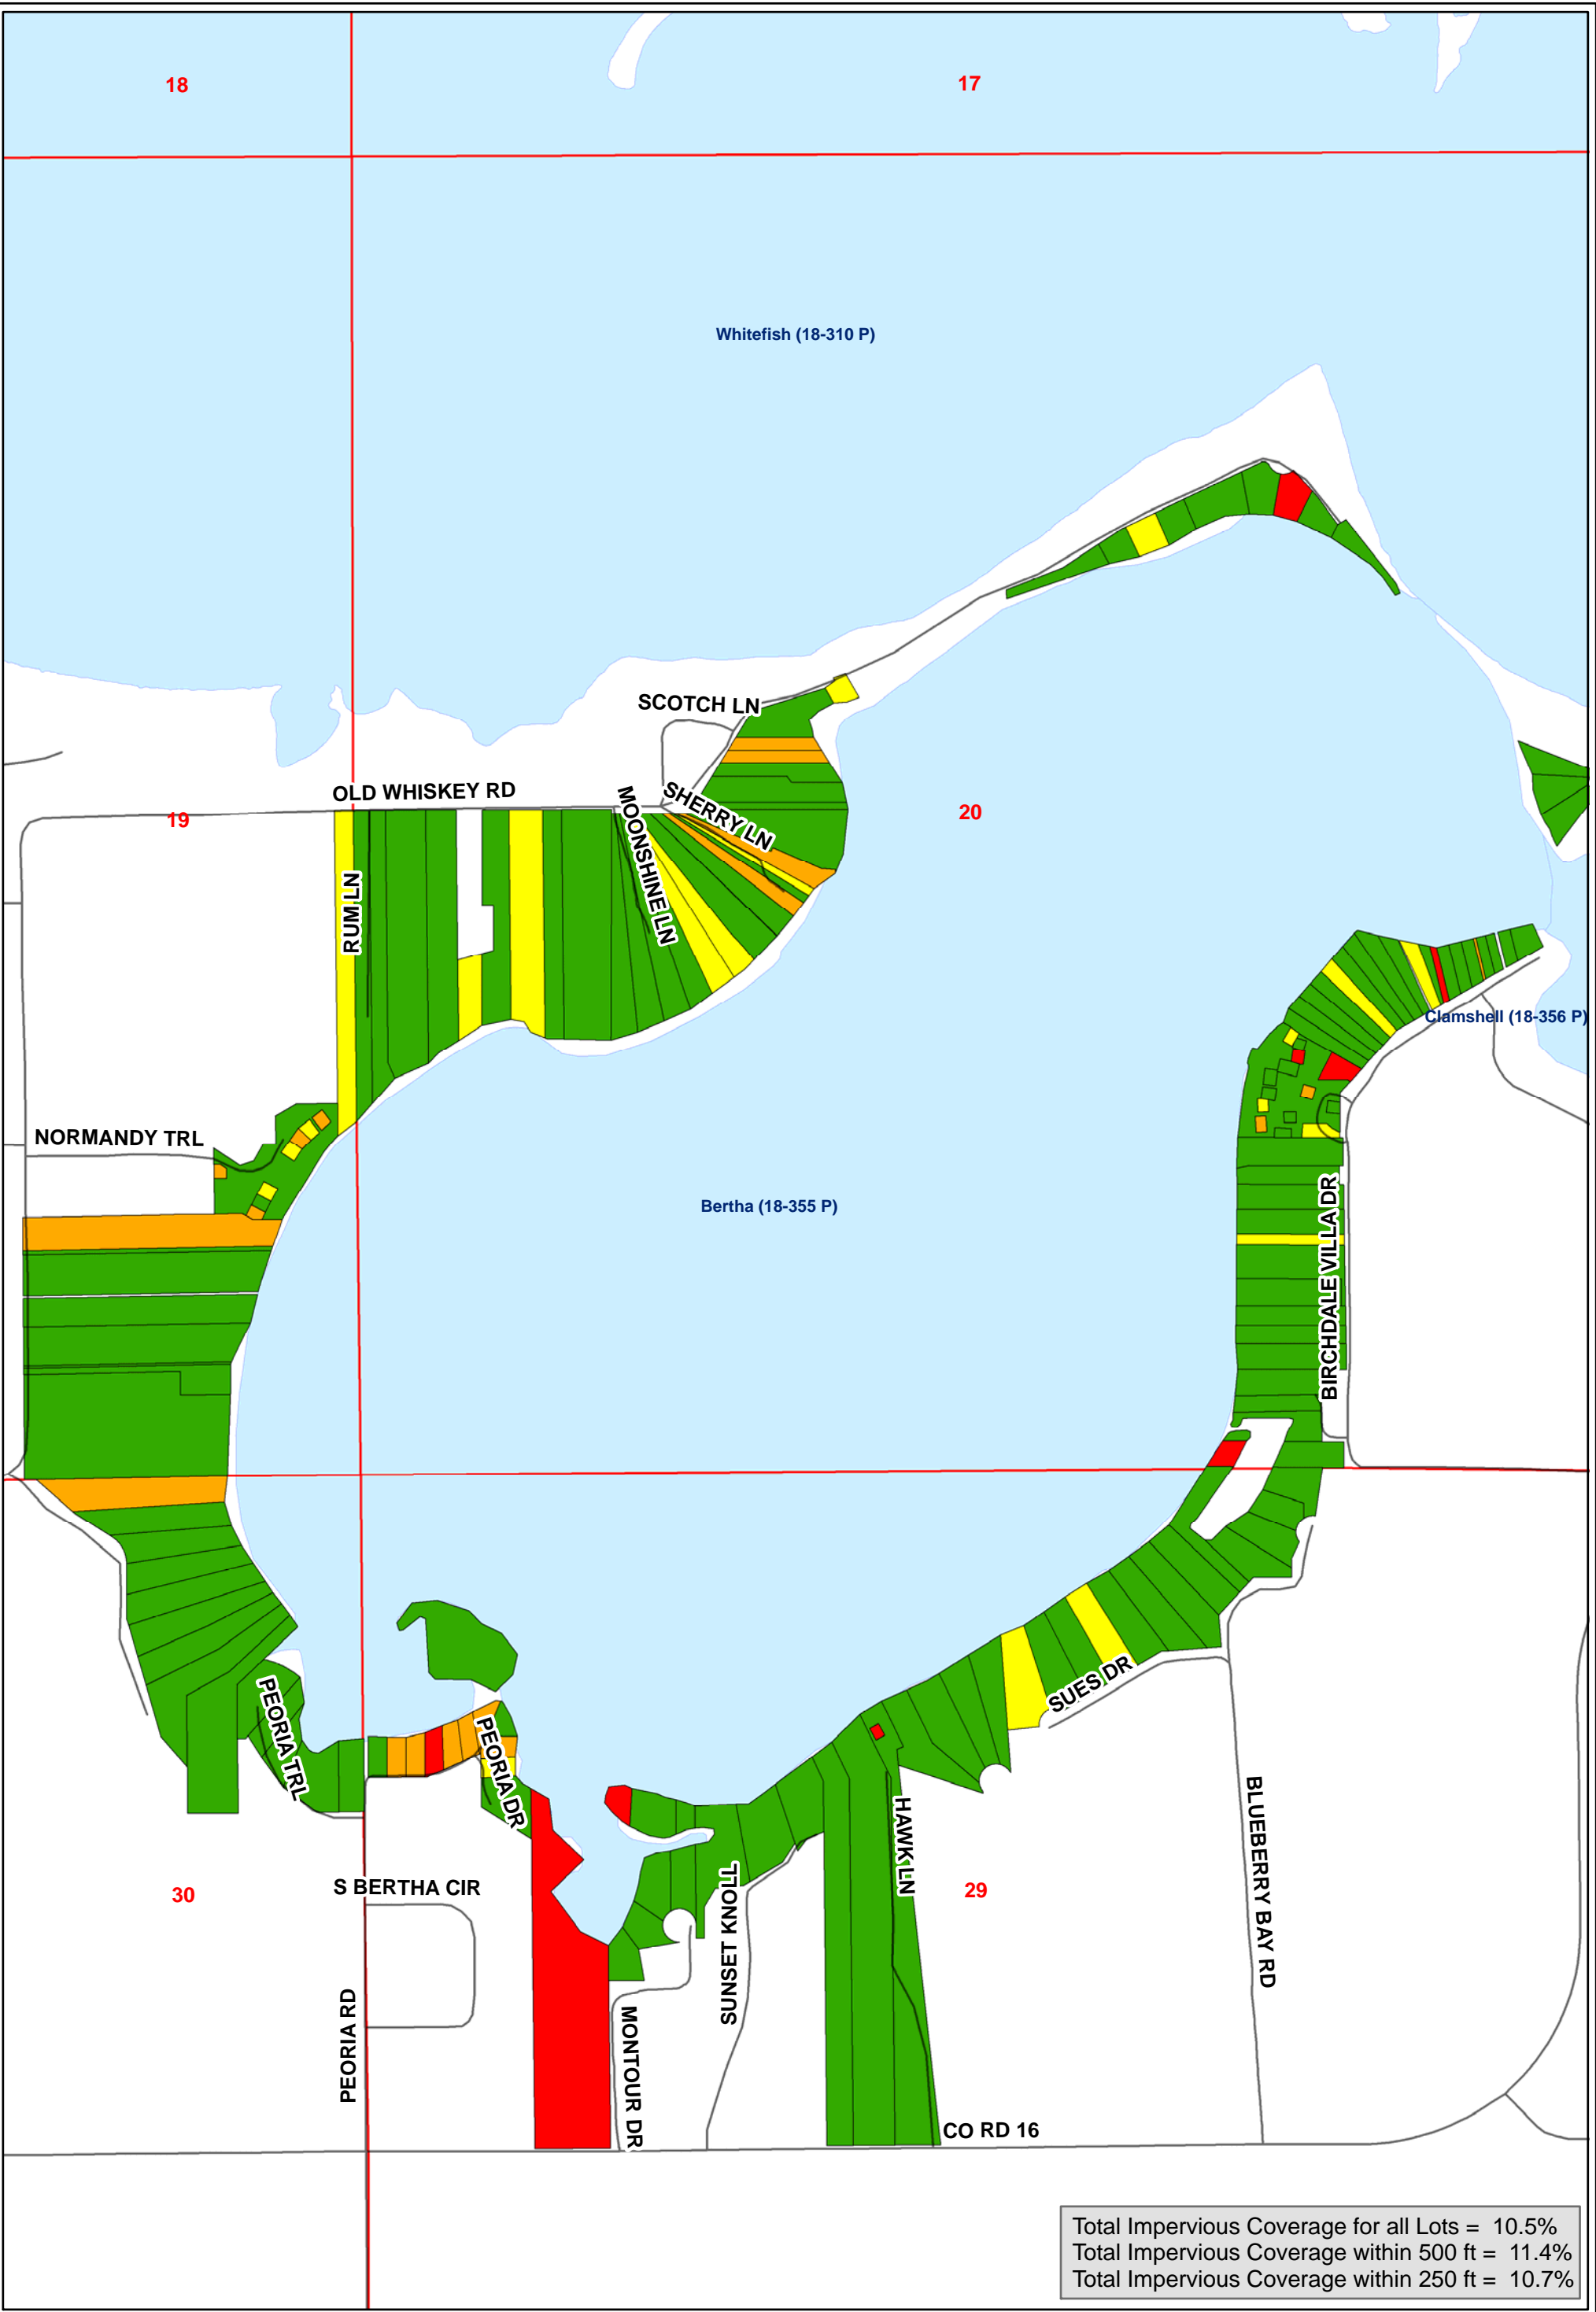 18
17
Whitefish (18-310 P)
SCOTCH LN
OLD WHISKEY RD
SHERRY LN
MOONSHINE LN
19
20
RUM LN
Clamshell (18-356 P)
NORMANDY TRL
Bertha (18-355 P)
BIRCHDALE VILLA DR
PEORIA TRL
PEORIA DR
SUES DR
HAWK LN
BLUEBERRY BAY RD
30
S BERTHA CIR
29
SUNSET KNOLL
PEORIA RD
MONTOUR DR
CO RD 16
Total Impervious Coverage for all Lots = 10.5%
Total Impervious Coverage within 500 ft = 11.4%
Total Impervious Coverage within 250 ft = 10.7%